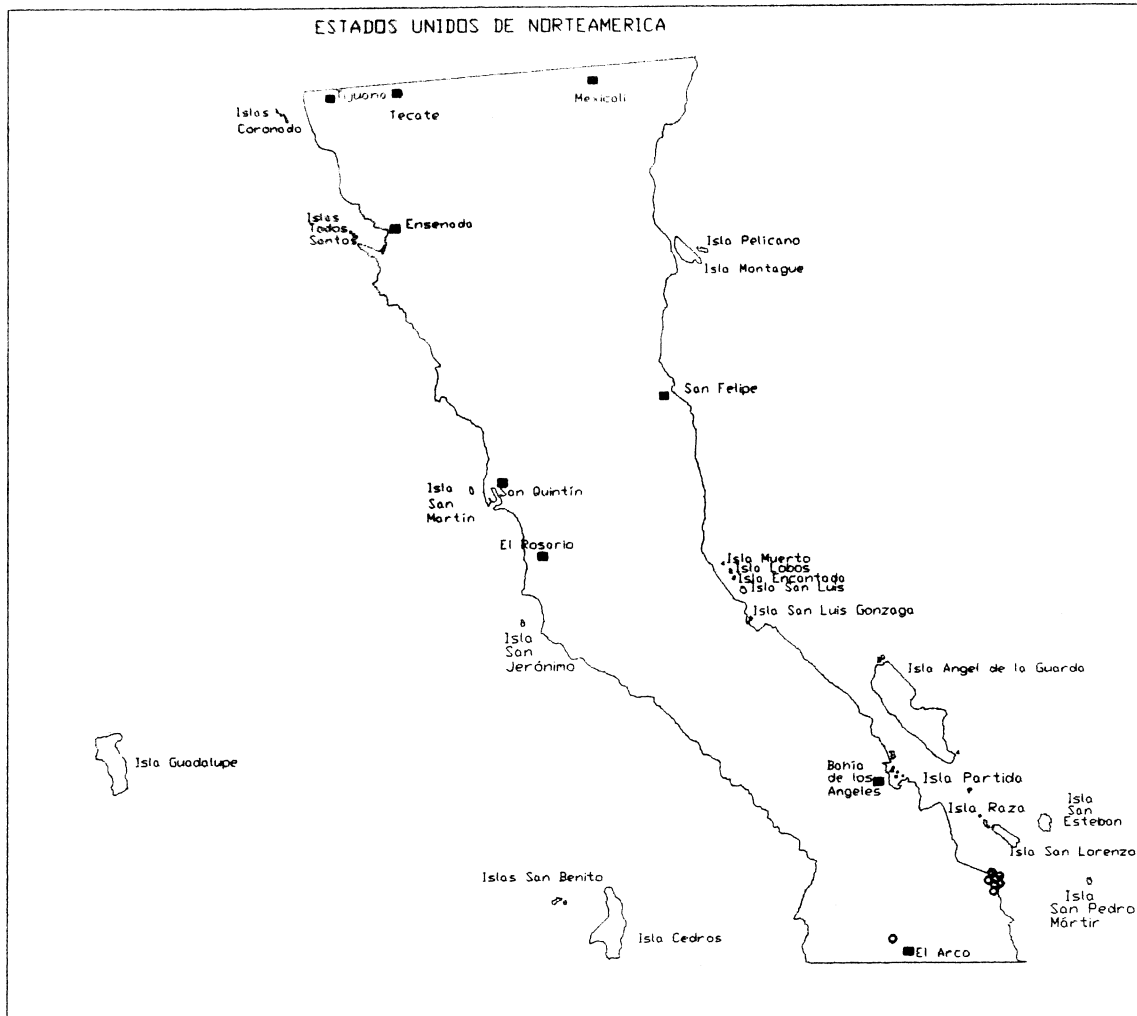 ESTADOS UNIDOS DE NORTEAMERICA
Tijuana
Tecate
Mexicali
Islas
Coronado
Islas
Todos
Santos
Ensenada
Isla Pelicano
Isla Montague
San Felipe
Isla
San
Martín
San Quintín
El Rosario
Isla Muerto
Isla Lobos
Isla Encantada
Isla San Luis
Isla San Luis Gonzaga
Isla
San
Jerónimo
Isla Angel de la Guarda
Isla Guadalupe
Bahía
de los
Angeles
Isla Partida
Isla Raza
Isla
San
Esteban
Isla San Lorenzo
Islas San Benito
Isla
San Pedro
Mártir
Isla Cedros
El Arco